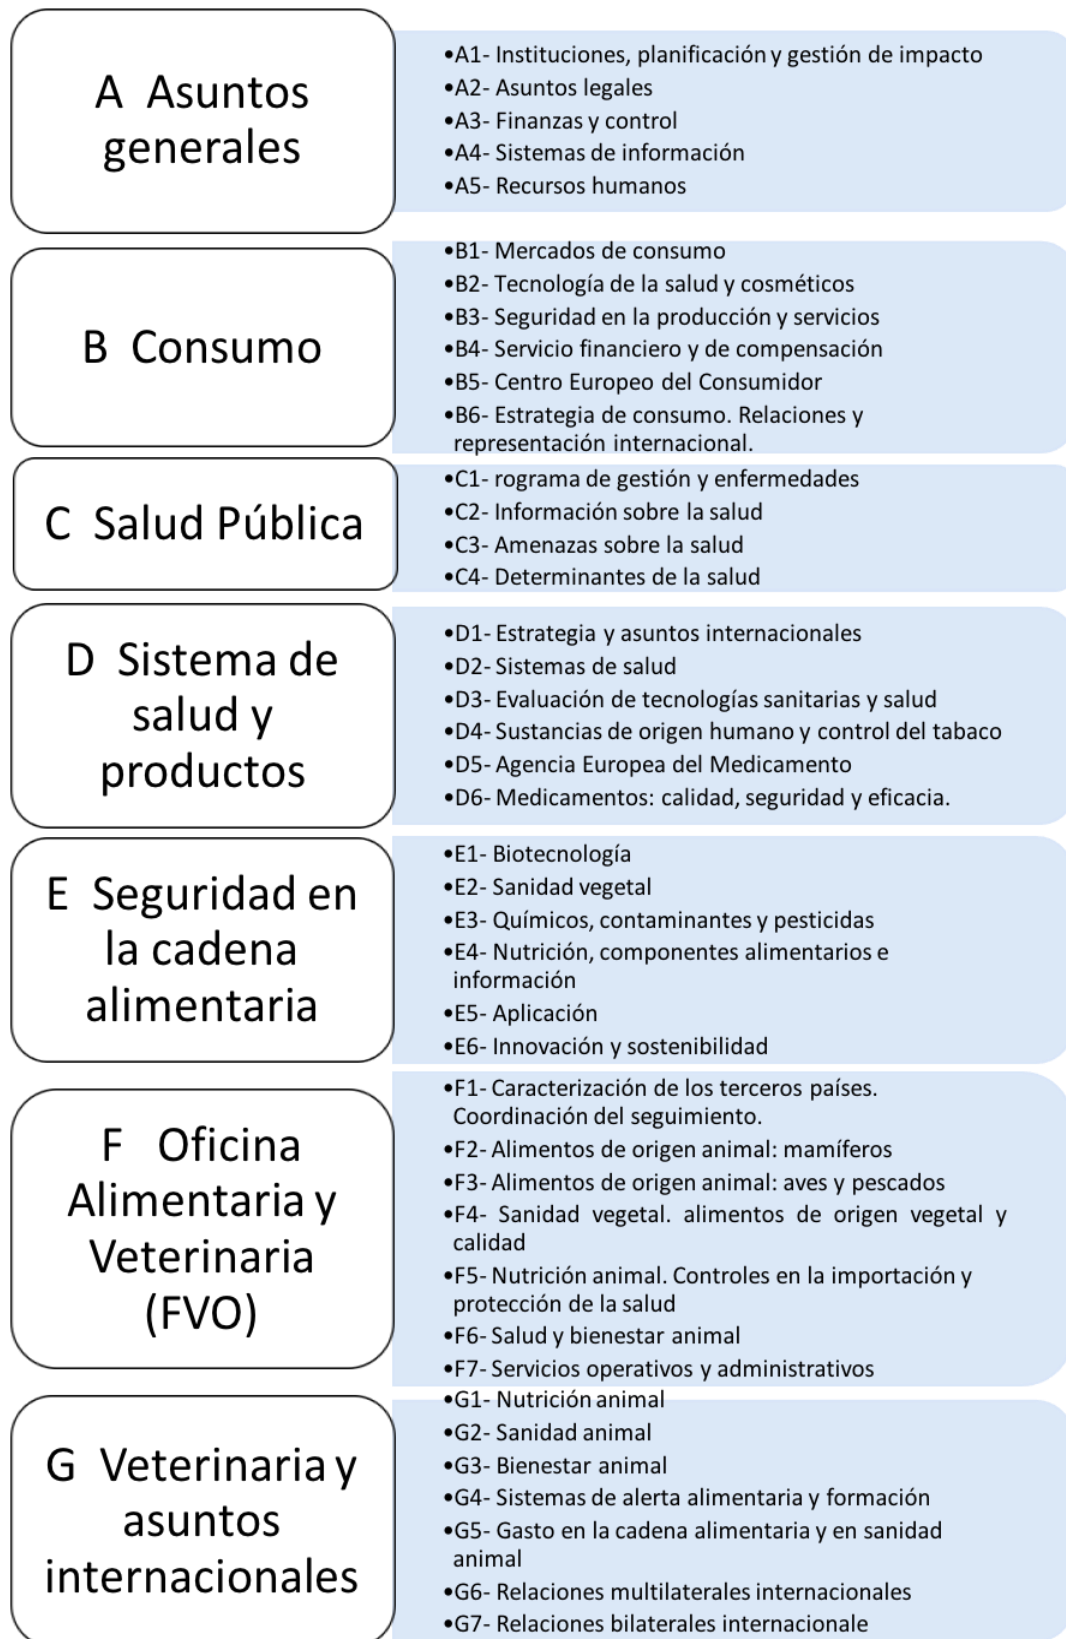 A Asuntos
generales
•A1- Instituciones, planificación y gestión de impacto
•A2- Asuntos legales
•A3- Finanzas y control
•A4- Sistemas de información
•A5- Recursos humanos
B Consumo
•B1- Mercados de consumo
•B2- Tecnología de la salud y cosméticos
•B3- Seguridad en la producción y servicios
•B4- Servicio financiero y de compensación
•B5- Centro Europeo del Consumidor
•B6- Estrategia de consumo. Relaciones y
representación internacional.
C Salud Pública
•C1- rograma de gestión y enfermedades
•C2- Información sobre la salud
•C3- Amenazas sobre la salud
•C4- Determinantes de la salud
D Sistema de
salud y
productos
•D1- Estrategia y asuntos internacionales
•D2- Sistemas de salud
•D3- Evaluación de tecnologías sanitarias y salud
•D4- Sustancias de origen humano y control del tabaco
•D5- Agencia Europea del Medicamento
•D6- Medicamentos: calidad, seguridad y eficacia.
E Seguridad en
la cadena
alimentaria
•E1- Biotecnología
•E2- Sanidad vegetal
•E3- Químicos, contaminantes y pesticidas
•E4- Nutrición, componentes alimentarios e
información
•E5- Aplicación
•E6- Innovación y sostenibilidad
F Oficina
Alimentaria y
Veterinaria
(FVO)
•F1- Caracterización de los terceros países.
Coordinación del seguimiento.
•F2- Alimentos de origen animal: mamíferos
•F3- Alimentos de origen animal: aves y pescados
•F4- Sanidad vegetal. alimentos de origen vegetal y
calidad
•F5- Nutrición animal. Controles en la importación y
protección de la salud
•F6- Salud y bienestar animal
•F7- Servicios operativos y administrativos
G Veterinaria y
asuntos
internacionales
•G1- Nutrición animal
•G2- Sanidad animal
•G3- Bienestar animal
•G4- Sistemas de alerta alimentaria y formación
•G5- Gasto en la cadena alimentaria y en sanidad
animal
•G6- Relaciones multilaterales internacionales
•G7- Relaciones bilaterales internacionale